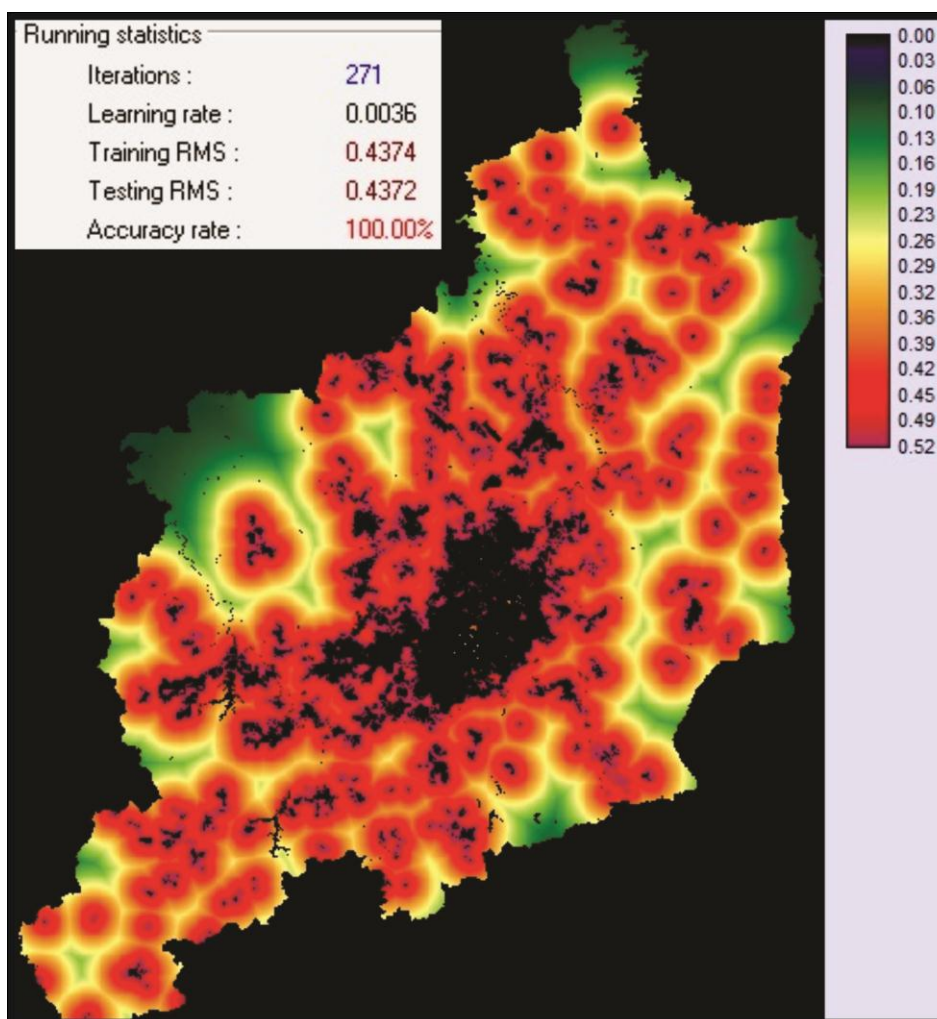 Running statistics
Iterations : 271
Learning rate : 0.0036
Training RMS : 0.4374
Testing RMS : 0.4372
Accuracy rate : 100.00%
0.00
0.03
0.06
0.10
0.13
0.16
0.19
0.23
0.26
0.29
0.32
0.36
0.39
0.42
0.45
0.49
0.52